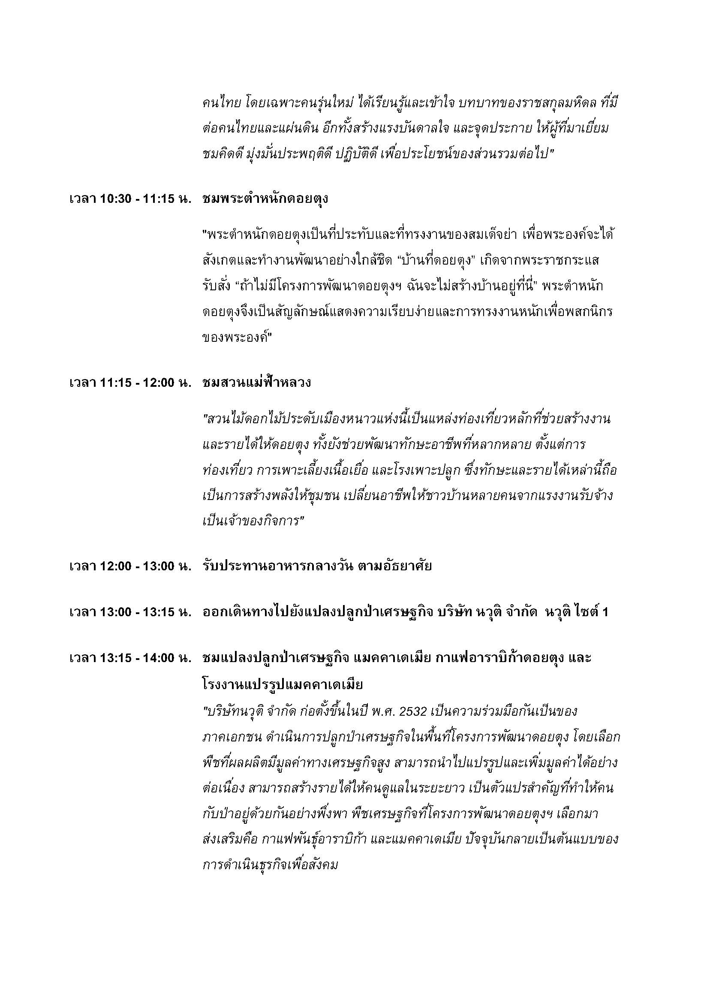 คนไทย โดยเฉพาะคนรุ่นใหม่ ได้เรียนรู้และเข้าใจ บทบาทของราชสกุลมหิดล ที่มี
ต่อคนไทยและแผ่นดิน อีกทั้งสร้างแรงบันดาลใจ และจุดประกาย ให้ผู้ที่มาเยี่ยม
ชมคิดดี มุ่งมั่นประพฤติดี ปฏิบัติดี เพื่อประโยชน์ของส่วนรวมต่อไป"
เวลา 10:30 - 11:15 น. ชมพระตำหนักดอยตุง
"พระตำหนักดอยตุงเป็นที่ประทับและที่ทรงงานของสมเด็จย่า เพื่อพระองค์จะได้
สังเกตและทำงานพัฒนาอย่างใกล้ชิด “บ้านที่ดอยตุง” เกิดจากพระราชกระแส
รับสั่ง “ถ้าไม่มีโครงการพัฒนาดอยตุงฯ ฉันจะไม่สร้างบ้านอยู่ที่นี่” พระตำหนัก
ดอยตุงจึงเป็นสัญลักษณ์แสดงความเรียบง่ายและการทรงงานหนักเพื่อพสกนิกร
ของพระองค์"
เวลา 11:15 - 12:00 น. ชมสวนแม่ฟ้าหลวง
"สวนไม้ดอกไม้ประดับเมืองหนาวแห่งนี้เป็นแหล่งท่องเที่ยวหลักที่ช่วยสร้างงาน
และรายได้ให้ดอยตุง ทั้งยังช่วยพัฒนาทักษะอาชีพที่หลากหลาย ตั้งแต่การ
ท่องเที่ยว การเพาะเลี้ยงเนื้อเยื่อ และโรงเพาะปลูก ซึ่งทักษะและรายได้เหล่านี้ถือ
เป็นการสร้างพลังให้ชุมชน เปลี่ยนอาชีพให้ชาวบ้านหลายคนจากแรงงานรับจ้าง
เป็นเจ้าของกิจการ"
เวลา 12:00 - 13:00 น. รับประทานอาหารกลางวัน ตามอัธยาศัย
เวลา 13:00 - 13:15 น. ออกเดินทางไปยังแปลงปลูกป่าเศรษฐกิจ บริษัท นวุติ จำกัด นวุติ ไซต์ 1
เวลา 13:15 - 14:00 น. ชมแปลงปลูกป่าเศรษฐกิจ แมคคาเดเมีย กาแฟอาราบิก้าดอยตุง และ
โรงงานแปรรูปแมคคาเดเมีย
"บริษัทนวุติ จำกัด ก่อตั้งขึ้นในปี พ.ศ. 2532 เป็นความร่วมมือกันเป็นของ
ภาคเอกชน ดำเนินการปลูกป่าเศรษฐกิจในพื้นที่โครงการพัฒนาดอยตุง โดยเลือก
พืชที่ผลผลิตมีมูลค่าทางเศรษฐกิจสูง สามารถนำไปแปรรูปและเพิ่มมูลค่าได้อย่าง
ต่อเนื่อง สามารถสร้างรายได้ให้คนดูแลในระยะยาว เป็นตัวแปรสำคัญที่ทำให้คน
กับป่าอยู่ด้วยกันอย่างพึ่งพา พืชเศรษฐกิจที่โครงการพัฒนาดอยตุงฯ เลือกมา
ส่งเสริมคือ กาแฟพันธุ์อาราบิก้า และแมคคาเดเมีย ปัจจุบันกลายเป็นต้นแบบของ
การดำเนินธุรกิจเพื่อสังคม